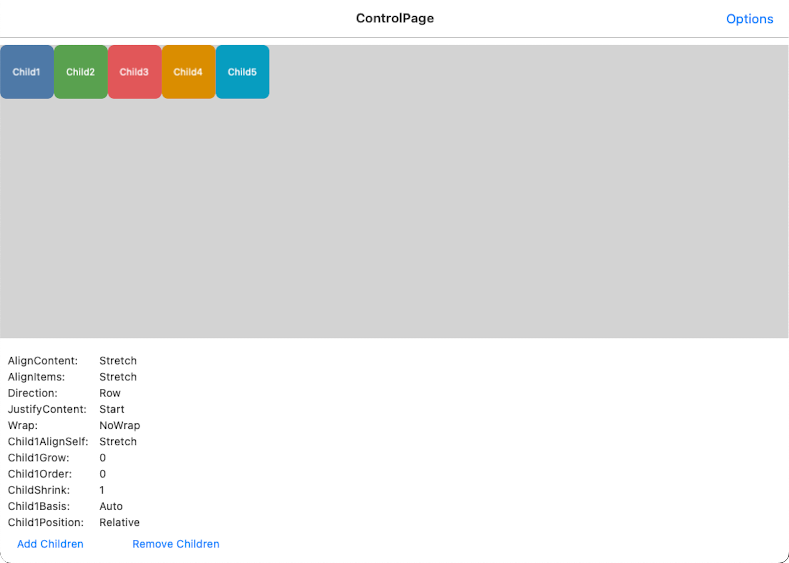 ControlPage
Options
Child1 Child2 Child3 Child4 Child5
AlignContent: Stretch
AlignItems: Stretch
Direction: Row
JustifyContent: Start
Wrap: NoWrap
Child1AlignSelf: Stretch
Child1Grow: 0
Child1Order: 0
ChildShrink: 1
Child1Basis: Auto
Child1Position: Relative
Add Children Remove Children